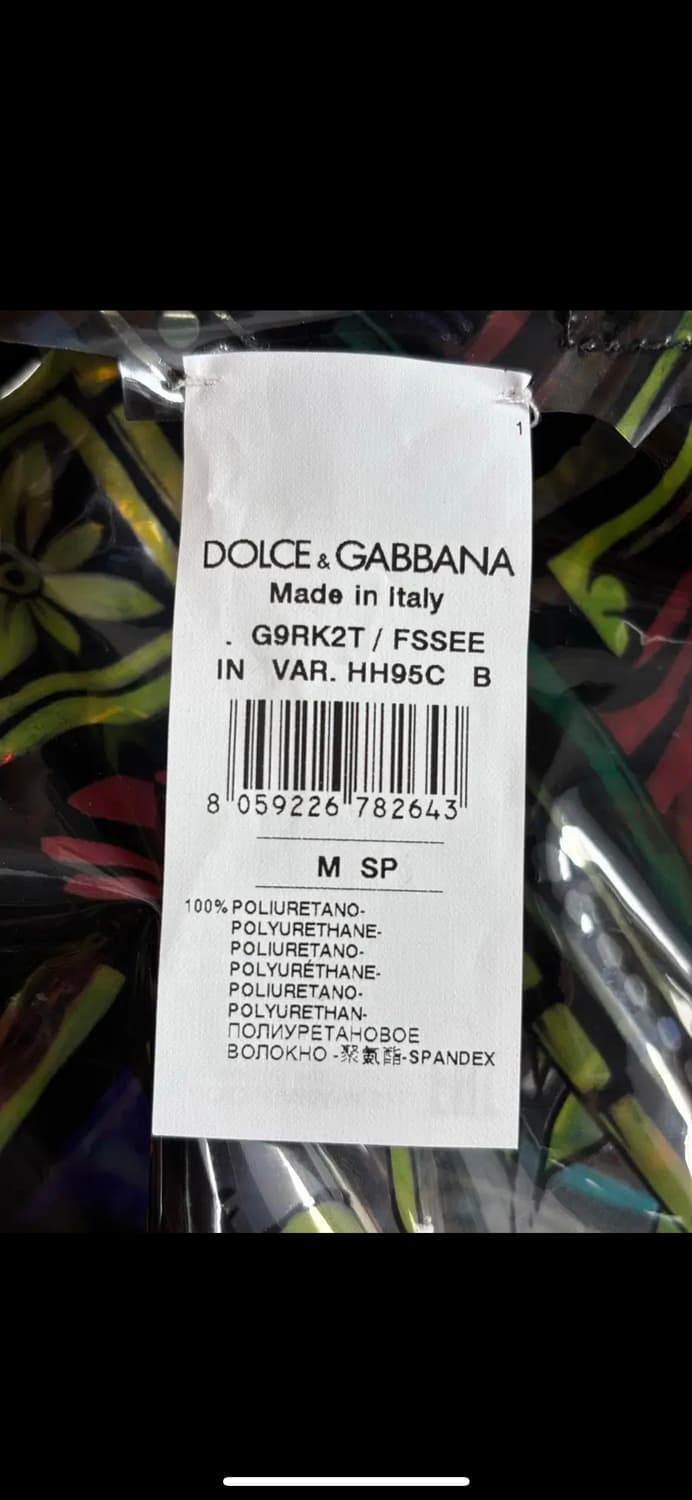 1
DOLCE & GABBANA
Made in Italy
. G9RK2T / FSSEE
IN VAR. HH95C B
8 059226 782643
M SP
100% POLIURETANO-
POLYURETHANE-
POLIURETANO-
POLYURÉTHANE-
POLIURETANO-
POLYURETHAN-
ПОЛИУРЕТАНОВОЕ
ВОЛОКНО -聚氨酯-SPANDEX